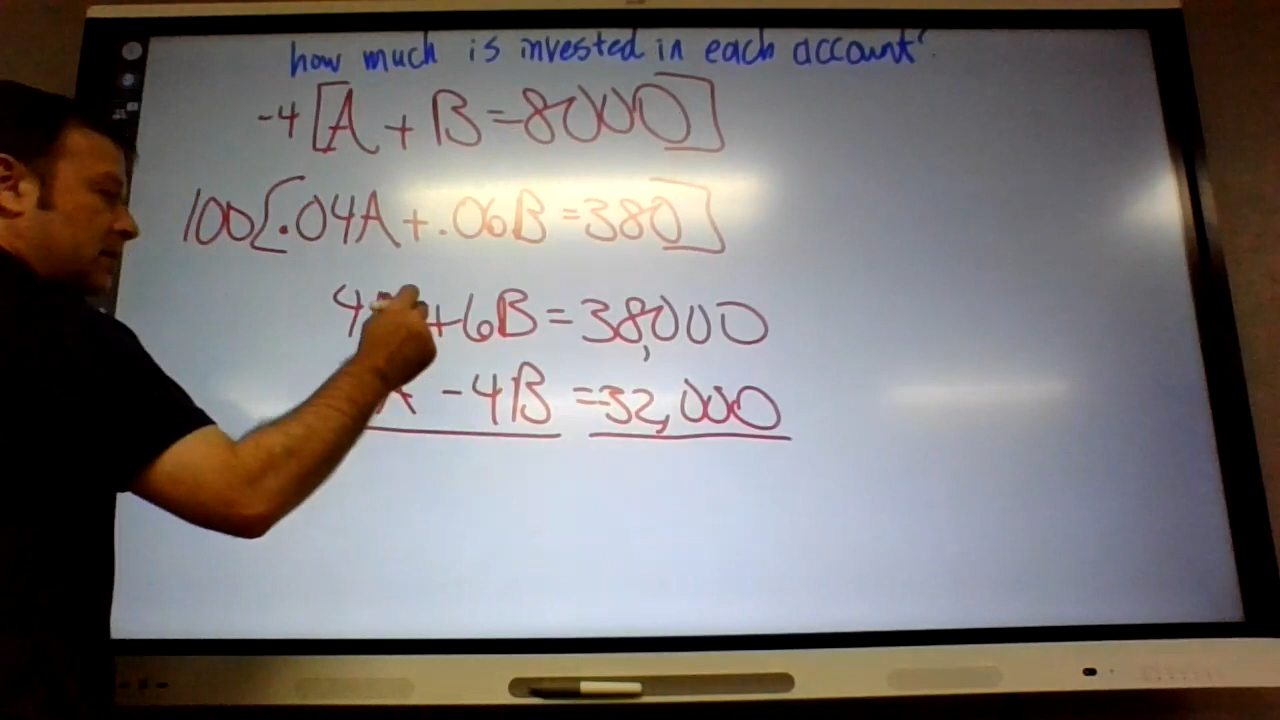 how much is invested in each account?
-4[A + B = 8000]
100[.04A + .06B = 380]
4 +6B = 38,000
A - 4B = -32,000